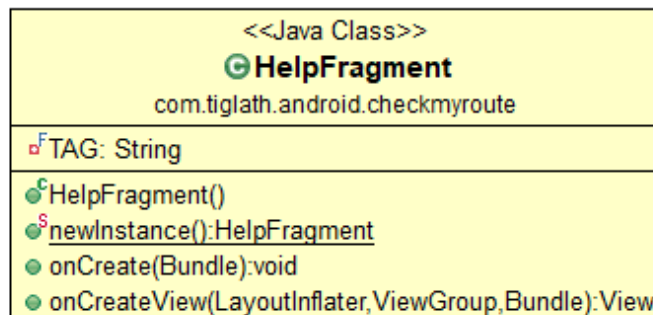 <<Java Class>>
HelpFragment
com.tiglath.android.checkmyroute
TAG: String
HelpFragment()
newInstance():HelpFragment
onCreate(Bundle):void
onCreateView(LayoutInflater,ViewGroup,Bundle):View